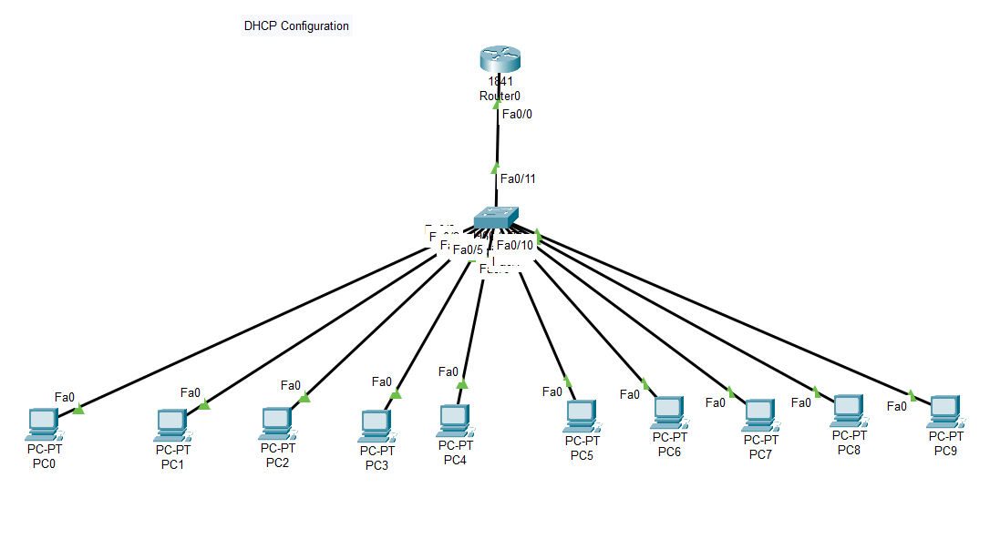 DHCP Configuration
1841
Router0
Fa0/0
Fa0/11
Fa0/10
Fa0/5
Fa0
Fa0
Fa0
Fa0
Fa0
Fa0
Fa0
Fa0
Fa0
Fa0
PC-PT
PC0
PC-PT
PC1
PC-PT
PC2
PC-PT
PC3
PC-PT
PC4
PC-PT
PC5
PC-PT
PC6
PC-PT
PC7
PC-PT
PC8
PC-PT
PC9